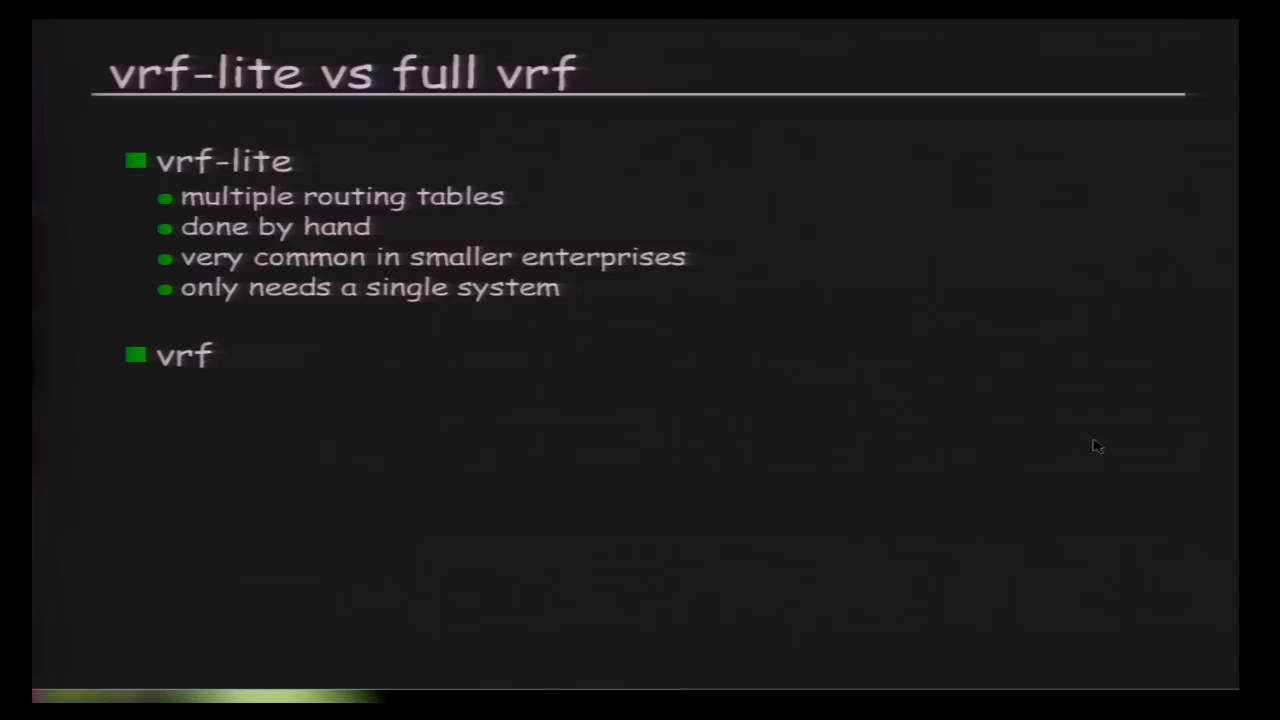 vrf-lite vs full vrf
vrf-lite
multiple routing tables
done by hand
very common in smaller enterprises
only needs a single system
vrf